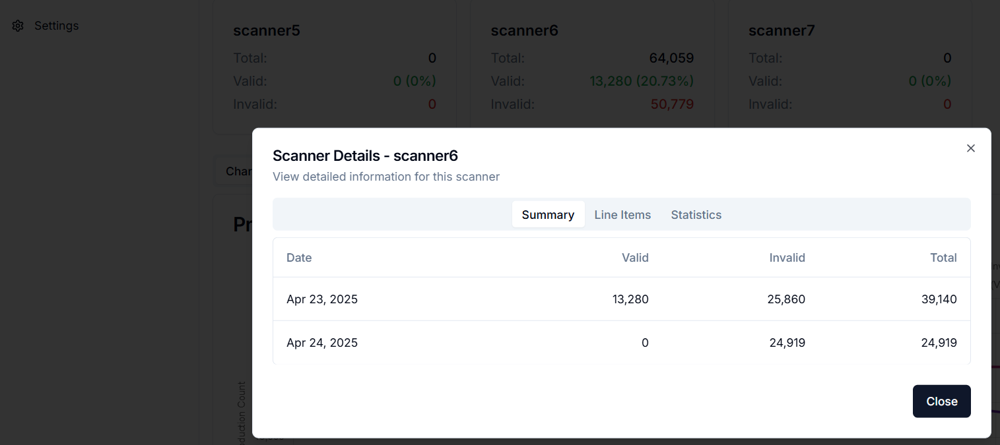 Settings
scanner5
Total: 0
Valid: 0 (0%)
Invalid: 0
scanner6
Total: 64,059
Valid: 13,280 (20.73%)
Invalid: 50,779
scanner7
Total: 0
Valid: 0 (0%)
Invalid: 0
Scanner Details - scanner6
View detailed information for this scanner
Summary Line Items Statistics
Date Valid Invalid Total
Apr 23, 2025 13,280 25,860 39,140
Apr 24, 2025 0 24,919 24,919
Close
Char
Pr
duction Count